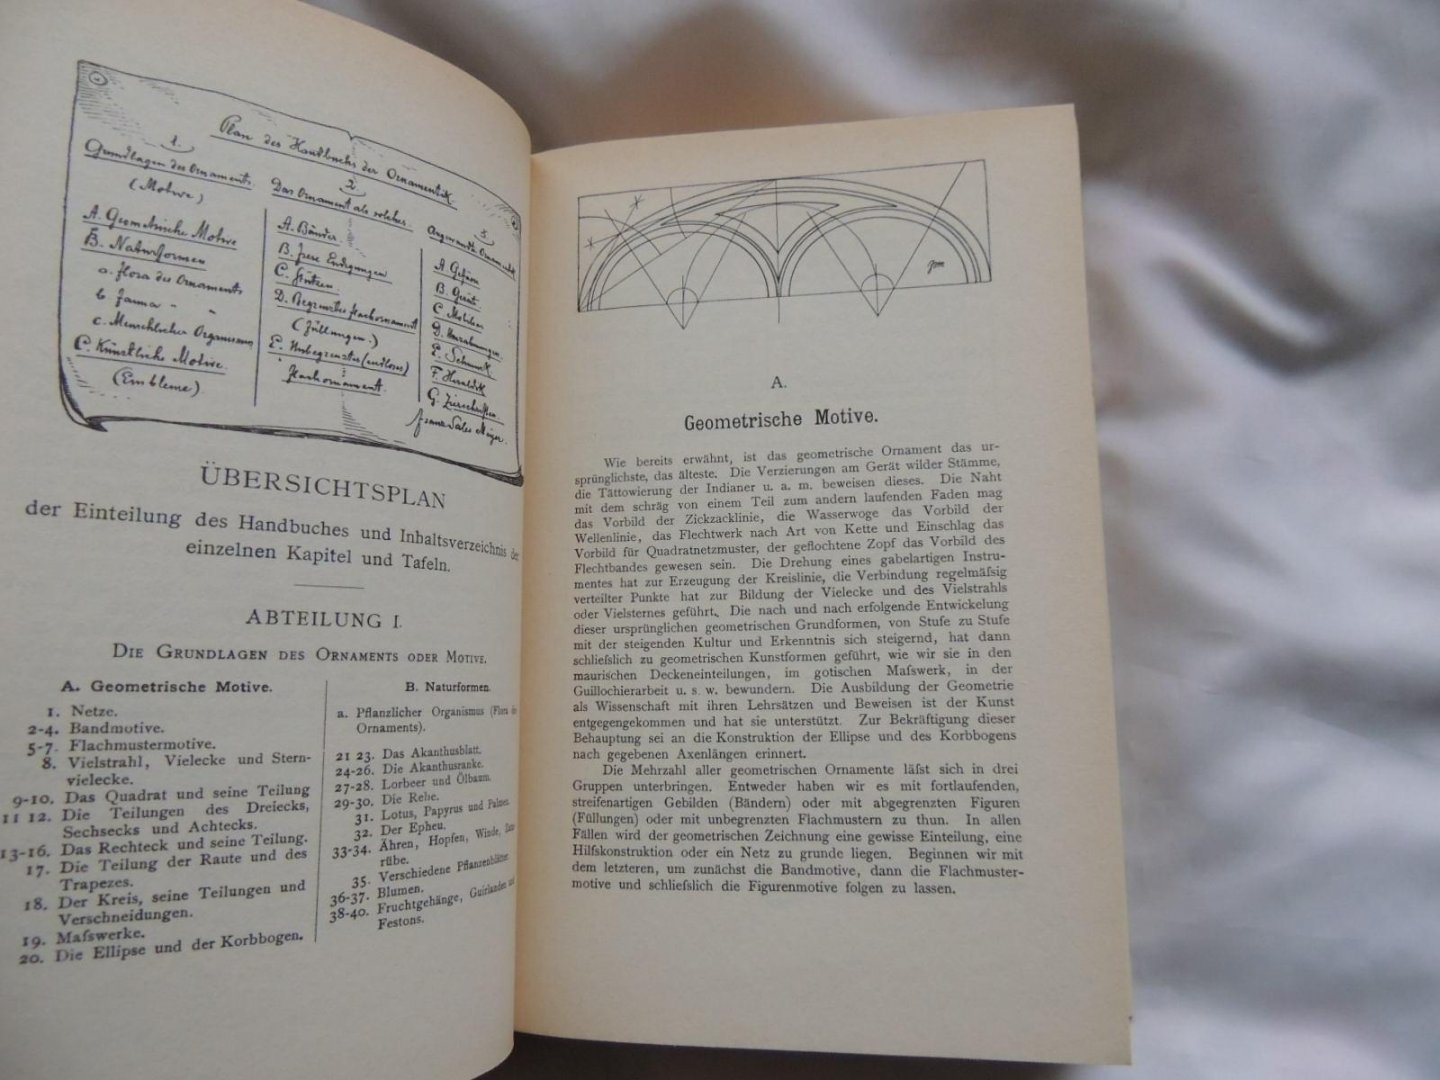 Plan des Handbuchs der Ornamentik
1.
Grundlagen des Ornaments
(Motive)
A. Geometrische Motive
B. Naturformen
a. Flora des Ornaments
b. Fauna " "
c. Menschlicher Organismus
C. Künstliche Motive.
(Embleme)
2
Das Ornament als solches.
A. Bänder.
B. freie Endigungen
C. Stützen.
D. Begrenztes Flachornament
(Füllungen.)
E. Unbegrenztes (endloses)
Flachornament.
3.
Angewandte Ornamentik
A Gefässe
B. Gerät
C Mobiliar
D. Umrahmungen.
E. Schmuck
F. Heraldik
G. Zierschriften
Franz Sales Meyer.
ÜBERSICHTSPLAN
der Einteilung des Handbuches und Inhaltsverzeichnis der
einzelnen Kapitel und Tafeln.
ABTEILUNG I.
DIE GRUNDLAGEN DES ORNAMENTS ODER MOTIVE.
A. Geometrische Motive.
1. Netze.
2-4. Bandmotive.
5-7. Flachmustermotive.
8. Vielstrahl, Vielecke und Stern-
vielecke.
9-10. Das Quadrat und seine Teilung
11 12. Die Teilungen des Dreiecks,
Sechsecks und Achtecks.
13-16. Das Rechteck und seine Teilung.
17. Die Teilung der Raute und des
Trapezes.
18. Der Kreis, seine Teilungen und
Verschneidungen.
19. Maſswerke.
20. Die Ellipse und der Korbbogen.
B. Naturformen.
a. Pflanzlicher Organismus (Flora des
Ornaments).
21 23. Das Akanthusblatt.
24-26. Die Akanthusranke.
27-28. Lorbeer und Ölbaum.
29-30. Die Rebe.
31. Lotus, Papyrus und Palme.
32. Der Epheu.
33-34. Ähren, Hopfen, Winde,
rübe.
35. Verschiedene Pflanzenblätter.
36-37. Blumen.
38-40. Fruchtgehänge, Guirlanden und
Festons.
A.
Geometrische Motive.
Wie bereits erwähnt, ist das geometrische Ornament das ur-
sprünglichste, das älteste. Die Verzierungen am Gerät wilder Stämme,
die Tättowierung der Indianer u. a. m. beweisen dieses. Die Naht
mit dem schräg von einem Teil zum andern laufenden Faden mag
das Vorbild der Zickzacklinie, die Wasserwoge das Vorbild der
Wellenlinie, das Flechtwerk nach Art von Kette und Einschlag das
Vorbild für Quadratnetzmuster, der geflochtene Zopf das Vorbild des
Flechtbandes gewesen sein. Die Drehung eines gabelartigen Instru-
mentes hat zur Erzeugung der Kreislinie, die Verbindung regelmäſsig
verteilter Punkte hat zur Bildung der Vielecke und des Vielstrahls
oder Vielsternes geführt. Die nach und nach erfolgende Entwickelung
dieser ursprünglichen geometrischen Grundformen, von Stufe zu Stufe
mit der steigenden Kultur und Erkenntnis sich steigernd, hat dann
schlieſslich zu geometrischen Kunstformen geführt, wie wir sie in den
maurischen Deckeneinteilungen, im gotischen Maſswerk, in der
Guillochierarbeit u. s. w. bewundern. Die Ausbildung der Geometrie
als Wissenschaft mit ihren Lehrsätzen und Beweisen ist der Kunst
entgegengekommen und hat sie unterstützt. Zur Bekräftigung dieser
Behauptung sei an die Konstruktion der Ellipse und des Korbbogens
nach gegebenen Axenlängen erinnert.
Die Mehrzahl aller geometrischen Ornamente läſst sich in drei
Gruppen unterbringen. Entweder haben wir es mit fortlaufenden,
streifenartigen Gebilden (Bändern) oder mit abgegrenzten Figuren
(Füllungen) oder mit unbegrenzten Flachmustern zu thun. In allen
Fällen wird der geometrischen Zeichnung eine gewisse Einteilung, eine
Hilfskonstruktion oder ein Netz zu grunde liegen. Beginnen wir mit
dem letzteren, um zunächst die Bandmotive, dann die Flachmuster-
motive und schlieſslich die Figurenmotive folgen zu lassen.